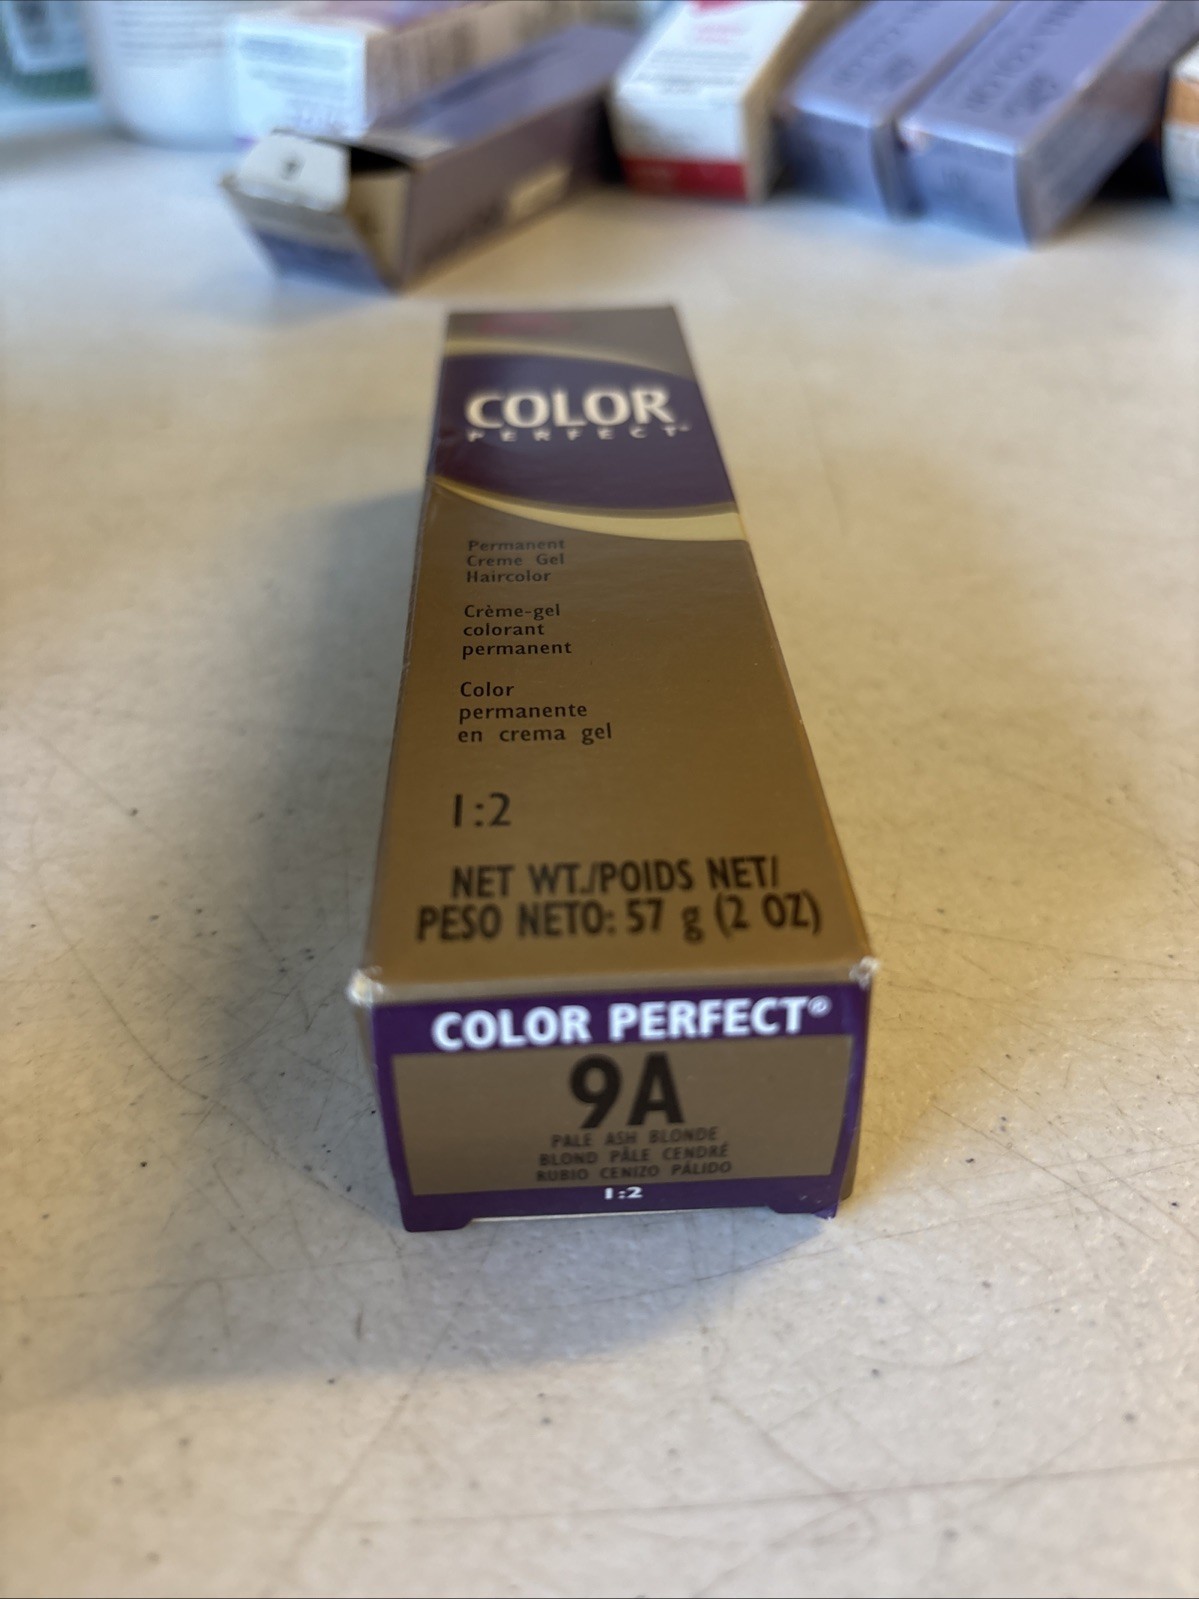 COLOR
PERFECT®
Permanent
Creme Gel
Haircolor
Crème-gel
colorant
permanent
Color
permanente
en crema gel
1:2
NET WT./POIDS NET/
PESO NETO: 57 g (2 OZ)
COLOR PERFECT®
9A
PALE ASH BLONDE
BLOND PÂLE CENDRÉ
RUBIO CENIZO PÁLIDO
1:2